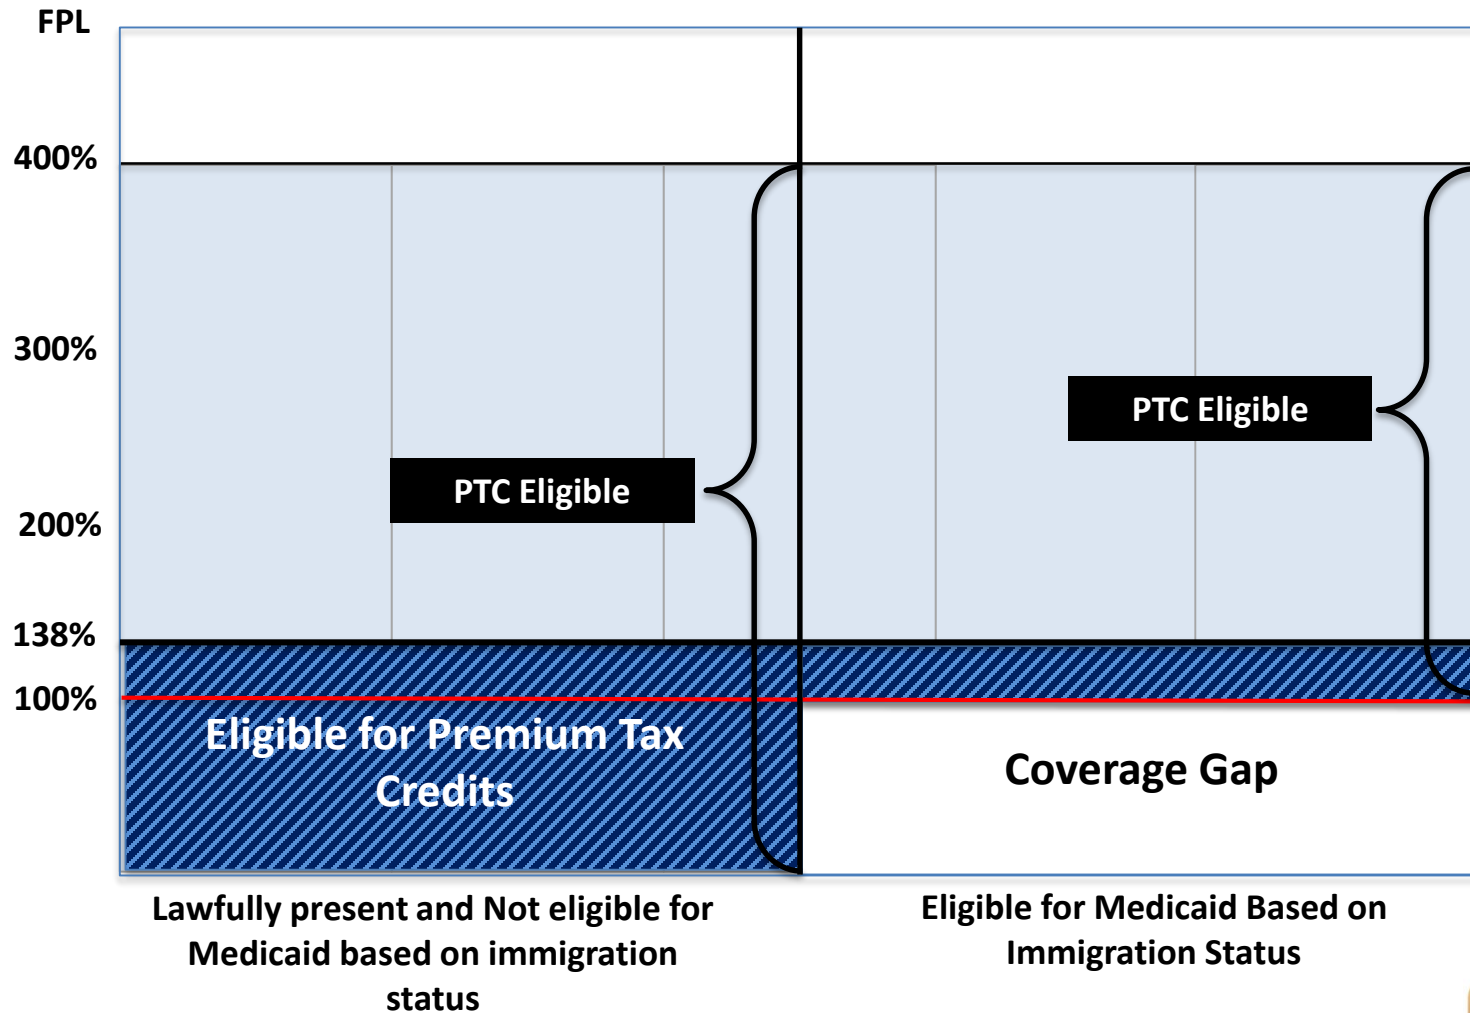 FPL
400%
300%
PTC Eligible
PTC Eligible
200%
138%
100%
Eligible for Premium Tax
Credits
Coverage Gap
Lawfully present and Not eligible for
Medicaid based on immigration
status
Eligible for Medicaid Based on
Immigration Status